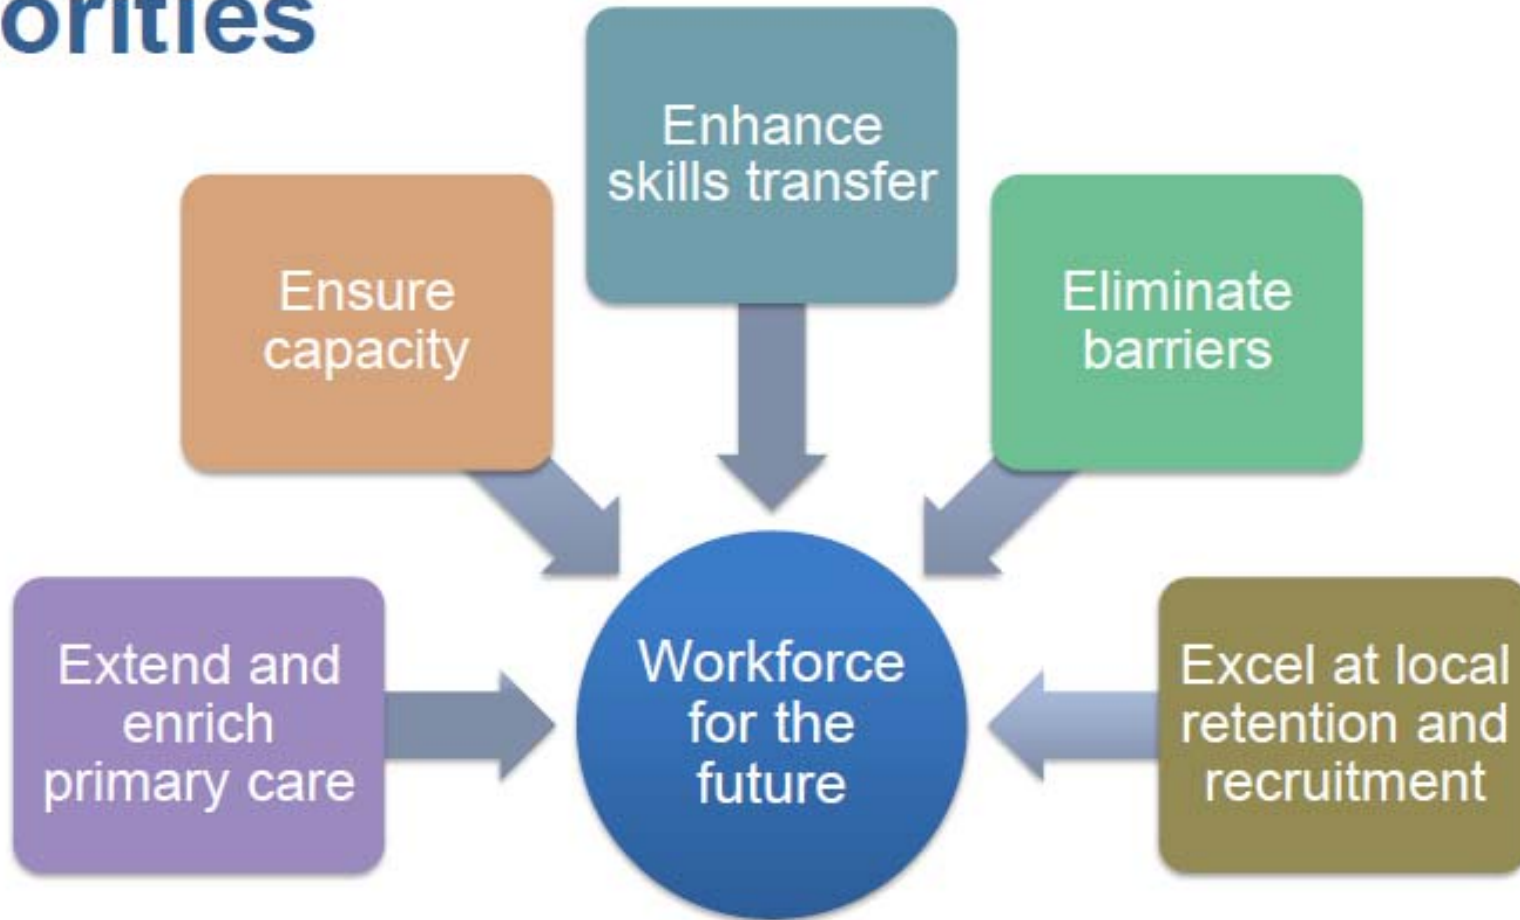 orities
Enhance
skills transfer
Ensure
capacity
Eliminate
barriers
Extend and
enrich
primary care
Workforce
for the
future
Excel at local
retention and
recruitment